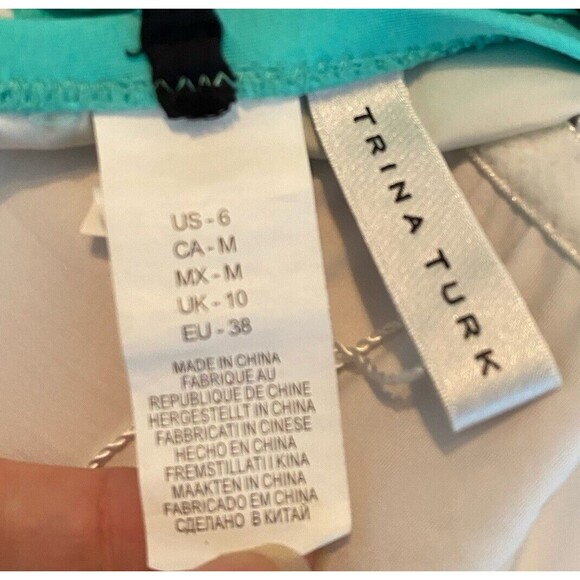 US - 6
CA - M
MX - M
UK - 10
EU - 38
MADE IN CHINA
FABRIQUE AU
REPUBLIQUE DE CHINE
HERGESTELLT IN CHINA
FABBRICATI IN CINESE
HECHO EN CHINA
FREMSTILLATI I KINA
MAAKTEN IN CHINA
FABRICADO EM CHINA
СДЕЛАНО В КИТАЙ
TRINA TURK